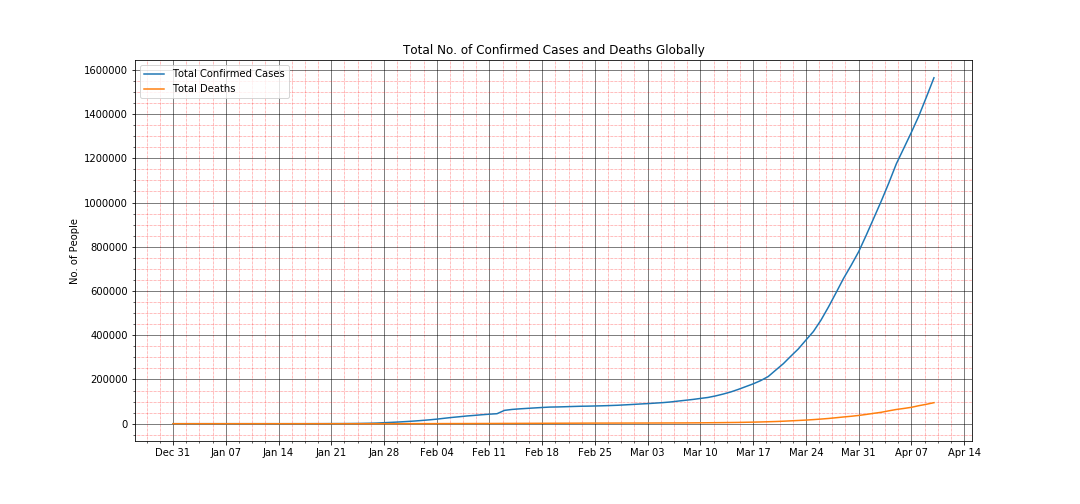 Total No. of Confirmed Cases and Deaths Globally
Total Confirmed Cases
Total Deaths
No. of People
1600000
1400000
1200000
1000000
800000
600000
400000
200000
0
Dec 31 Jan 07 Jan 14 Jan 21 Jan 28 Feb 04 Feb 11 Feb 18 Feb 25 Mar 03 Mar 10 Mar 17 Mar 24 Mar 31 Apr 07 Apr 14